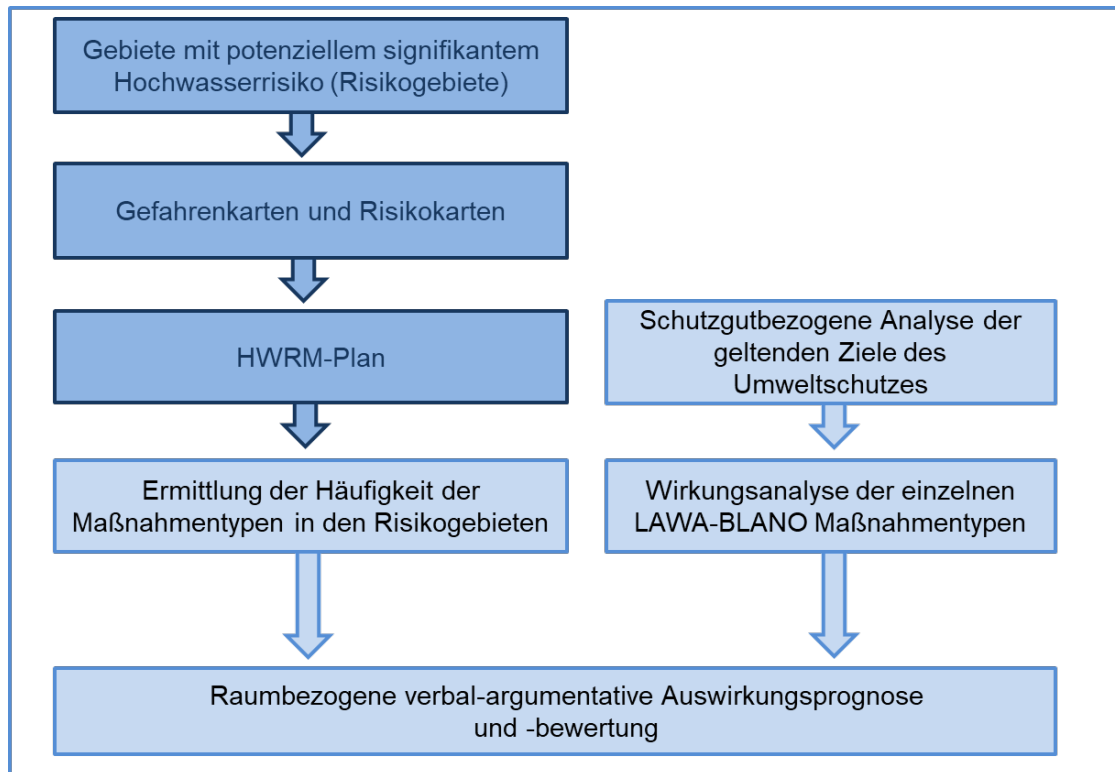 Gebiete mit potenziellem signifikantem
Hochwasserrisiko (Risikogebiete)
Gefahrenkarten und Risikokarten
HWRM-Plan
Schutzgutbezogene Analyse der
geltenden Ziele des
Umweltschutzes
Ermittlung der Häufigkeit der
Maßnahmentypen in den Risikogebieten
Wirkungsanalyse der einzelnen
LAWA-BLANO Maßnahmentypen
Raumbezogene verbal-argumentative Auswirkungsprognose
und -bewertung